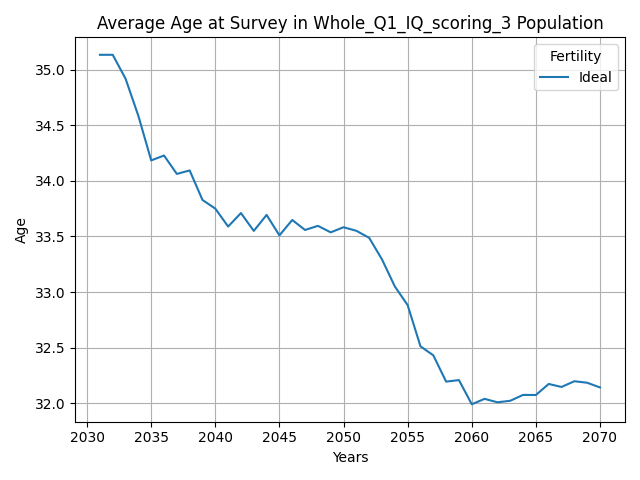 Average Age at Survey in Whole_Q1_IQ_scoring_3 Population
Fertility
Ideal
35.0
34.5
34.0
33.5
33.0
32.5
32.0
Age
2030 2035 2040 2045 2050 2055 2060 2065 2070
Years